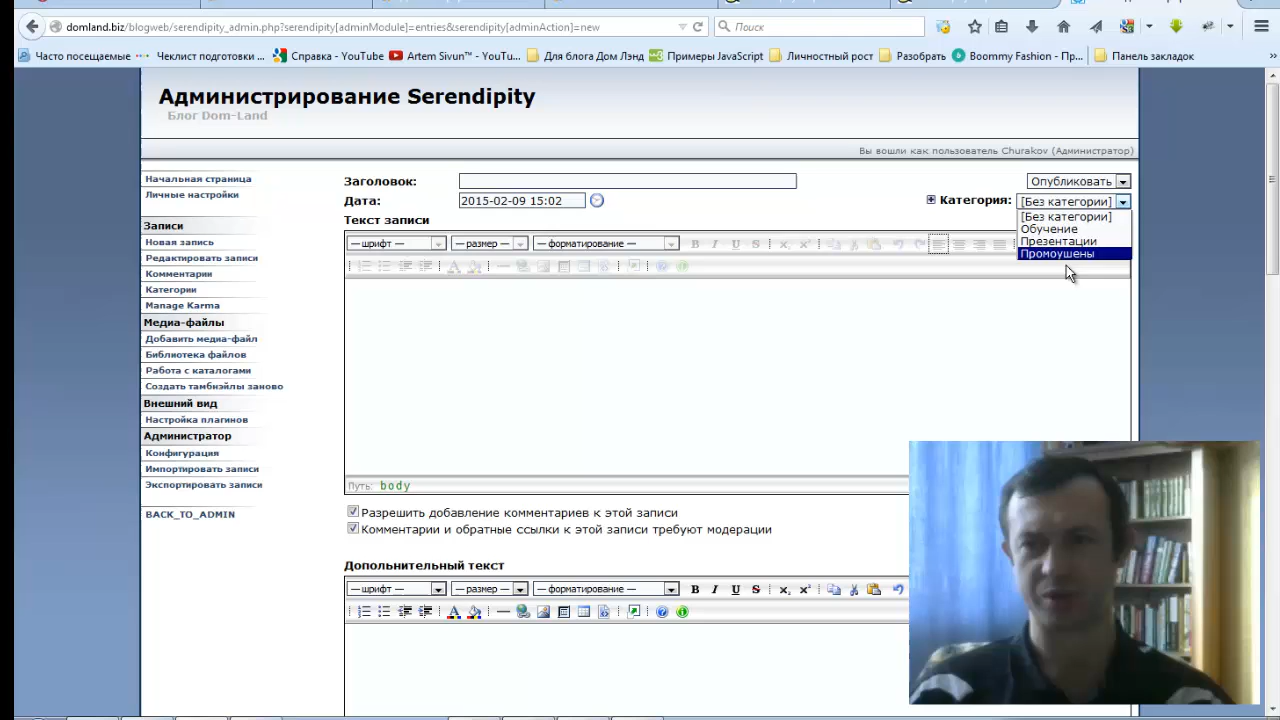 domland.biz/blogweb/serendipity_admin.php?serendipity[adminModule]=entries&serendipity[adminAction]=new
Поиск
Часто посещаемые
Чеклист подготовки ...
Справка - YouTube
Artem Sivun™ - YouTu...
Для блога Дом Лэнд
Примеры JavaScript
Личностный рост
Разобрать
Boommy Fashion - Пр...
Панель закладок
Администрирование Serendipity
Блог Dom-Land
Вы вошли как пользователь Churakov (Администратор)
Начальная страница
Личные настройки
Записи
Новая запись
Редактировать записи
Комментарии
Категории
Manage Karma
Медиа-файлы
Добавить медиа-файл
Библиотека файлов
Работа с каталогами
Создать тамбнэйлы заново
Внешний вид
Настройка плагинов
Администратор
Конфигурация
Импортировать записи
Экспортировать записи
BACK_TO_ADMIN
Заголовок:
Опубликовать
Дата: 2015-02-09 15:02
Категория: [Без категории]
[Без категории]
Обучение
Презентации
Промоушены
Текст записи
—шрифт— —размер— —форматирование— B I U S
Путь: body
Разрешить добавление комментариев к этой записи
Комментарии и обратные ссылки к этой записи требуют модерации
Допольнительный текст
—шрифт— —размер— —форматирование— B I U S